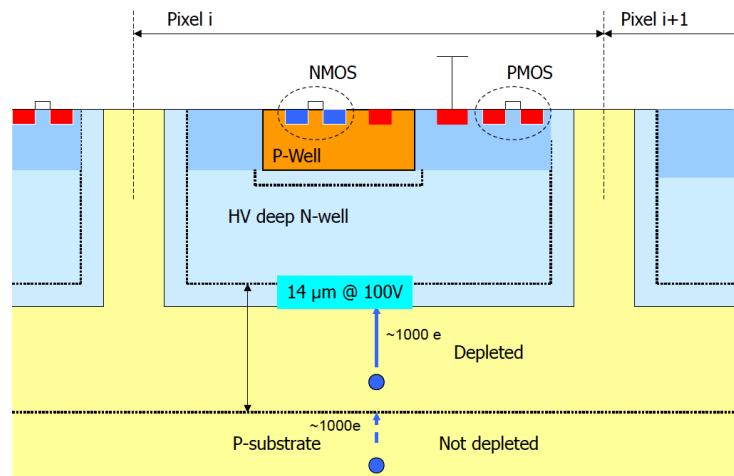 Pixel i
Pixel i+1
NMOS
PMOS
P-Well
HV deep N-well
14 µm @ 100V
~1000 e
Depleted
~1000e
P-substrate
Not depleted